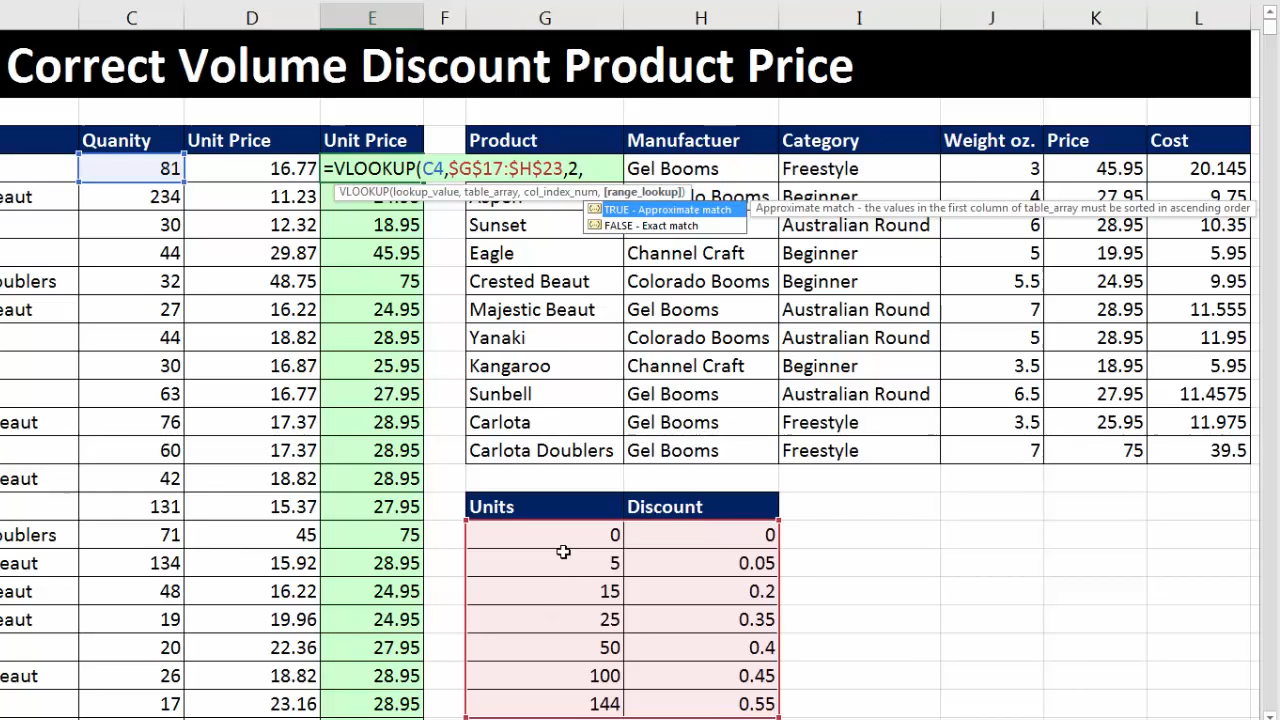 C D E F G H I J K L
Correct Volume Discount Product Price
Quanity Unit Price Unit Price Product Manufactuer Category Weight oz. Price Cost
81 16.77 =VLOOKUP(C4,$G$17:$H$23,2, Gel Booms Freestyle 3 45.95 20.145
VLOOKUP(lookup_value, table_array, col_index_num, [range_lookup])
eaut 234 11.23 Beginner 4 27.95 9.75
TRUE - Approximate match Approximate match - the values in the first column of table_array must be sorted in ascending order
FALSE - Exact match
30 16.77 18.95 Sunset Australian Round 6 28.95 10.35
44 29.87 45.95 Eagle Channel Craft Beginner 5 19.95 5.95
oublers 32 48.75 75 Crested Beaut Colorado Booms Beginner 5.5 24.95 9.95
eaut 27 16.22 24.95 Majestic Beaut Gel Booms Australian Round 7 28.95 11.555
44 18.82 28.95 Yanaki Colorado Booms Australian Round 5 28.95 11.95
30 16.87 25.95 Kangaroo Channel Craft Beginner 3.5 18.95 5.95
63 16.77 27.95 Sunbell Gel Booms Australian Round 6.5 27.95 11.4575
eaut 76 17.37 28.95 Carlota Gel Booms Freestyle 3.5 25.95 11.975
60 17.37 28.95 Carlota Doublers Gel Booms Freestyle 7 75 39.5
eaut 42 18.82 28.95
131 15.37 27.95 Units Discount
oublers 71 45 75 0 0
eaut 134 15.92 28.95 5 0.05
eaut 48 16.22 24.95 15 0.2
eaut 19 19.96 24.95 25 0.35
20 22.36 27.95 50 0.4
eaut 26 18.82 28.95 100 0.45
17 23.16 28.95 144 0.55